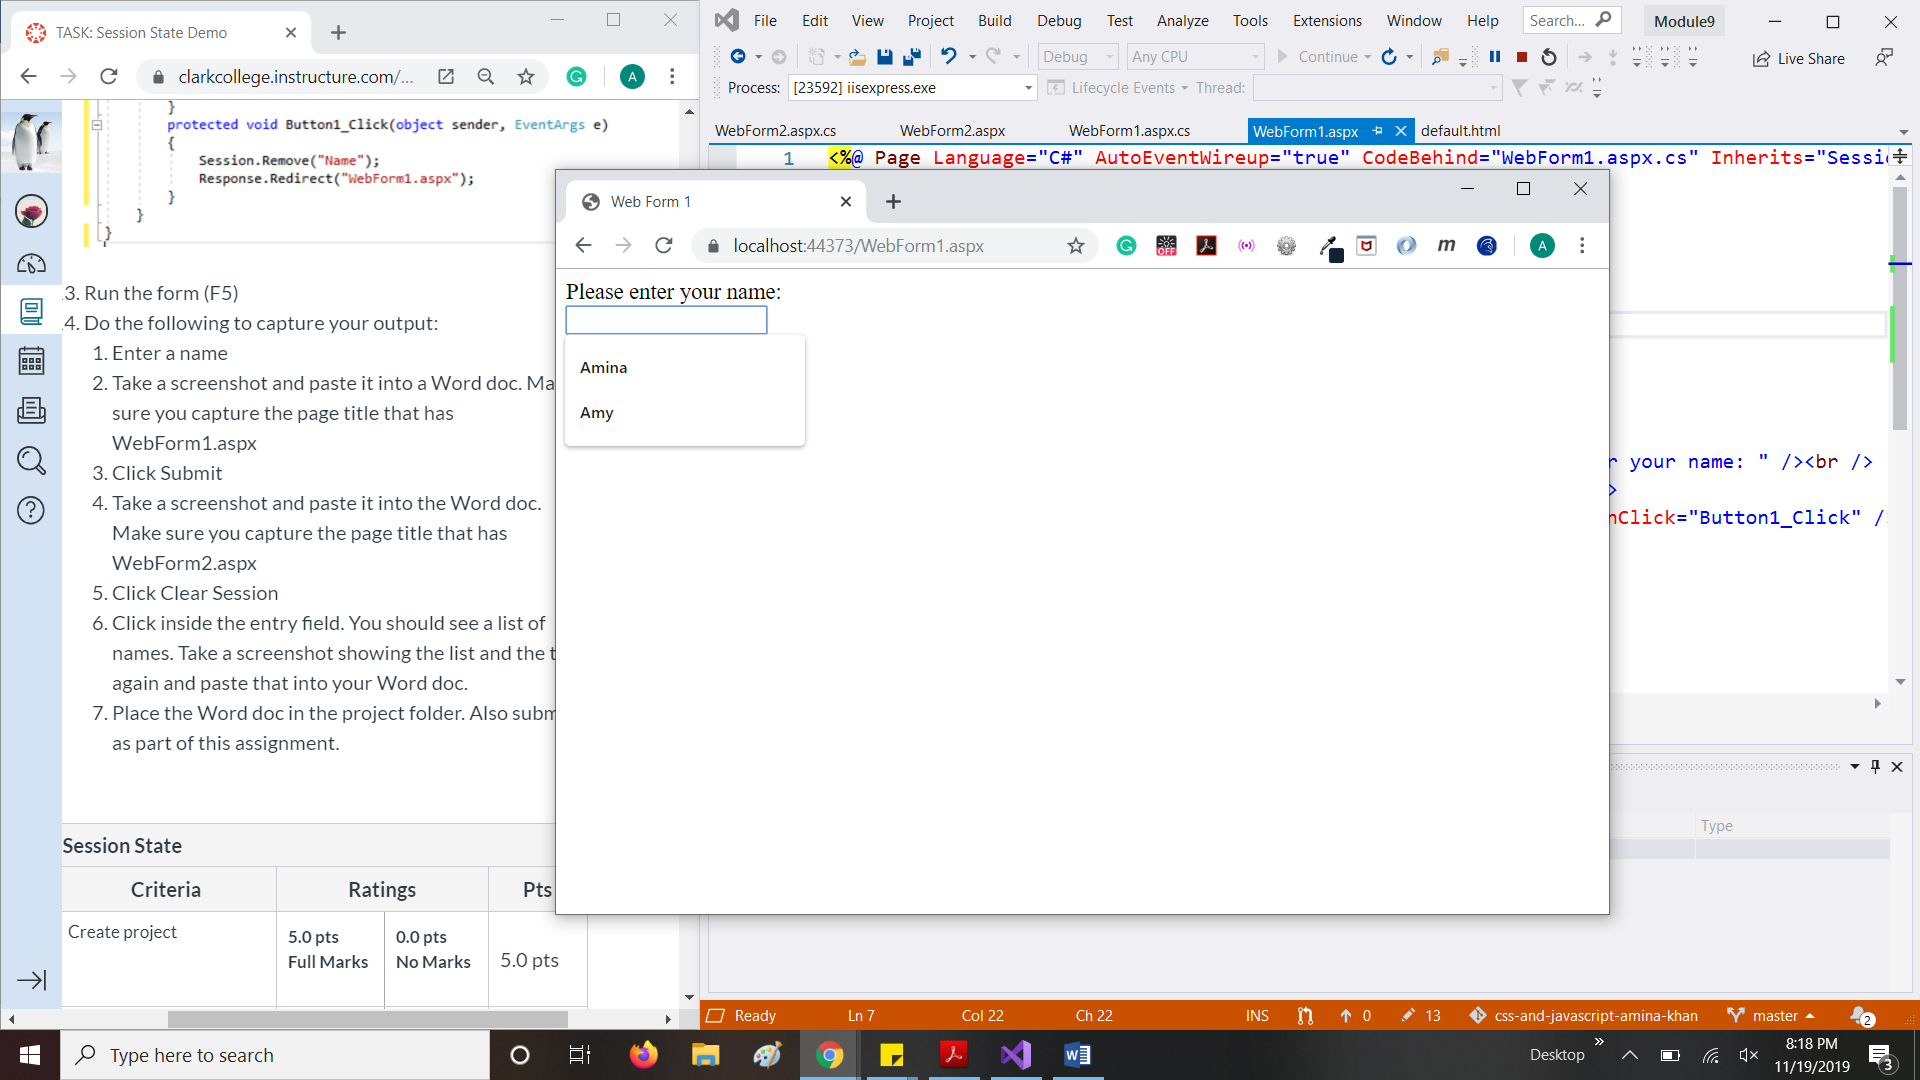 TASK: Session State Demo
clarkcollege.instructure.com/...
A
}
protected void Button1_Click(object sender, EventArgs e)
{
Session.Remove("Name");
Response.Redirect("WebForm1.aspx");
}
}
}
3. Run the form (F5)
4. Do the following to capture your output:
1. Enter a name
2. Take a screenshot and paste it into a Word doc. Ma
sure you capture the page title that has
WebForm1.aspx
3. Click Submit
4. Take a screenshot and paste it into the Word doc.
Make sure you capture the page title that has
WebForm2.aspx
5. Click Clear Session
6. Click inside the entry field. You should see a list of
names. Take a screenshot showing the list and the t
again and paste that into your Word doc.
7. Place the Word doc in the project folder. Also subm
as part of this assignment.
Session State
Criteria Ratings Pts
Create project
5.0 pts
Full Marks
0.0 pts
No Marks
5.0 pts
File Edit View Project Build Debug Test Analyze Tools Extensions Window Help Search... Module9
Debug Any CPU Continue Live Share
Process: [23592] iisexpress.exe Lifecycle Events Thread:
WebForm2.aspx.cs WebForm2.aspx WebForm1.aspx.cs WebForm1.aspx default.html
1 <%@ Page Language="C#" AutoEventWireup="true" CodeBehind="WebForm1.aspx.cs" Inherits="Sessi
r your name: " /><br />
>
nClick="Button1_Click" /
Type
Web Form 1
localhost:44373/WebForm1.aspx
OFF
m
A
Please enter your name:
Amina
Amy
Ready Ln 7 Col 22 Ch 22 INS 0 13 css-and-javascript-amina-khan master 2
Type here to search
Desktop
8:18 PM
11/19/2019
3